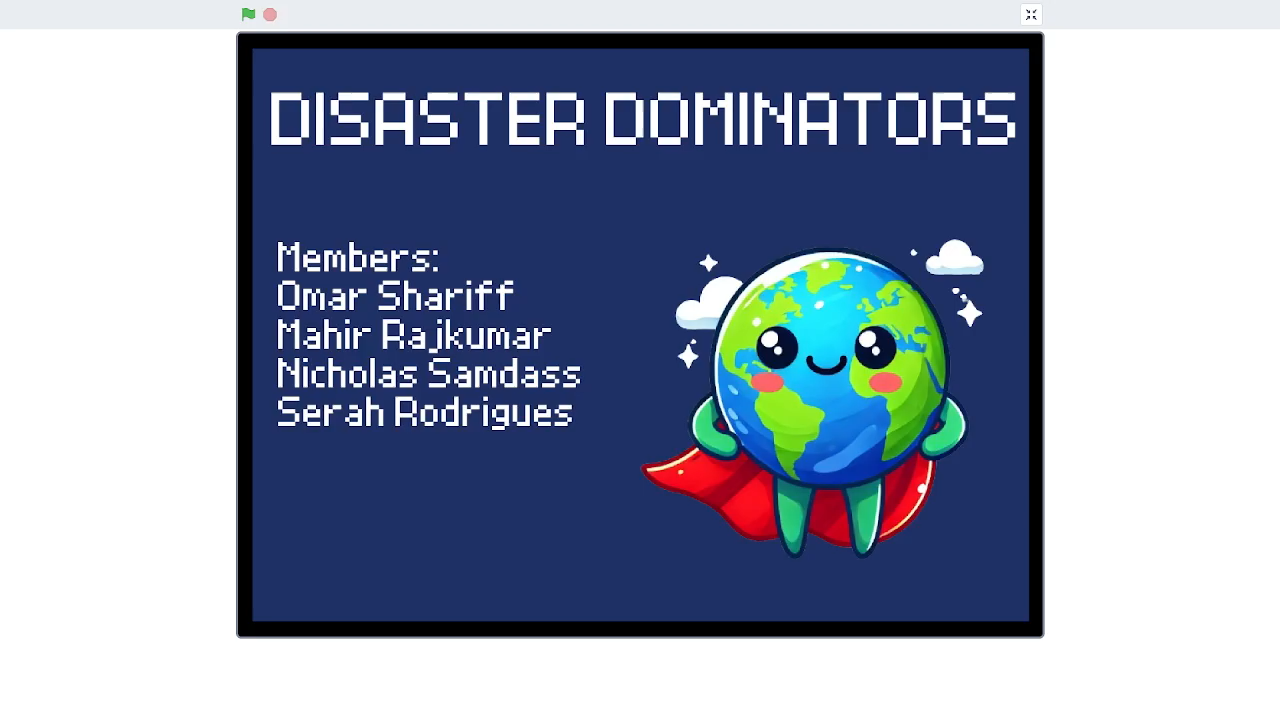 DISASTER DOMINATORS
Members:
Omar Shariff
Mahir Rajkumar
Nicholas Samdass
Serah Rodrigues